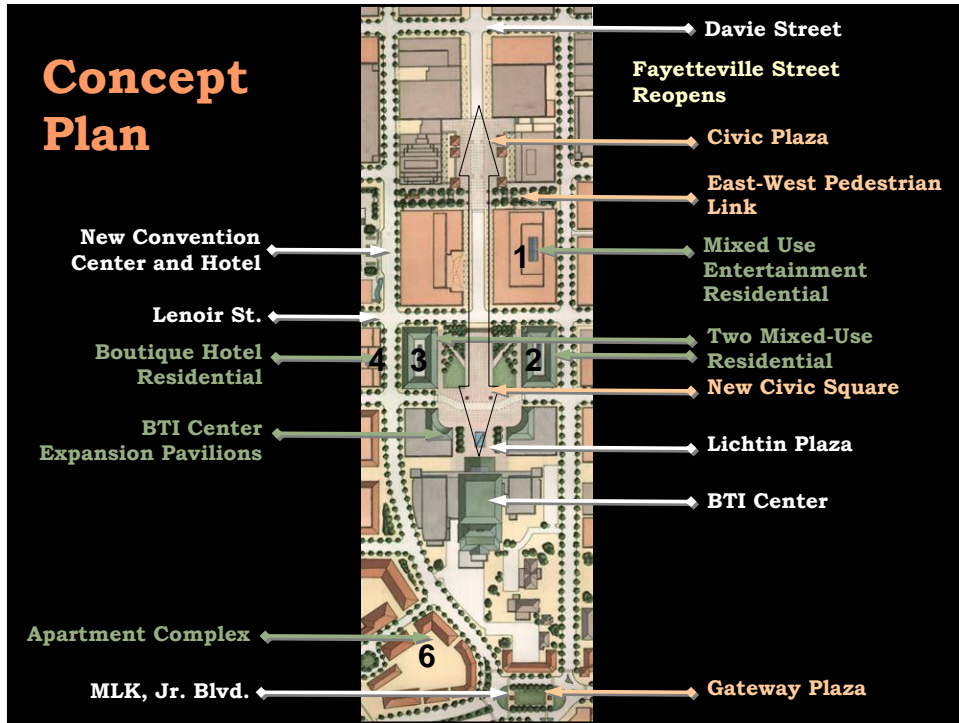 Concept
Plan
Davie Street
Fayetteville Street
Reopens
Civic Plaza
East-West Pedestrian
Link
New Convention
Center and Hotel
1
Mixed Use
Entertainment
Residential
Lenoir St.
Boutique Hotel
Residential
4
3
2
Two Mixed-Use
Residential
New Civic Square
BTI Center
Expansion Pavilions
Lichtin Plaza
BTI Center
Apartment Complex
6
MLK, Jr. Blvd.
Gateway Plaza